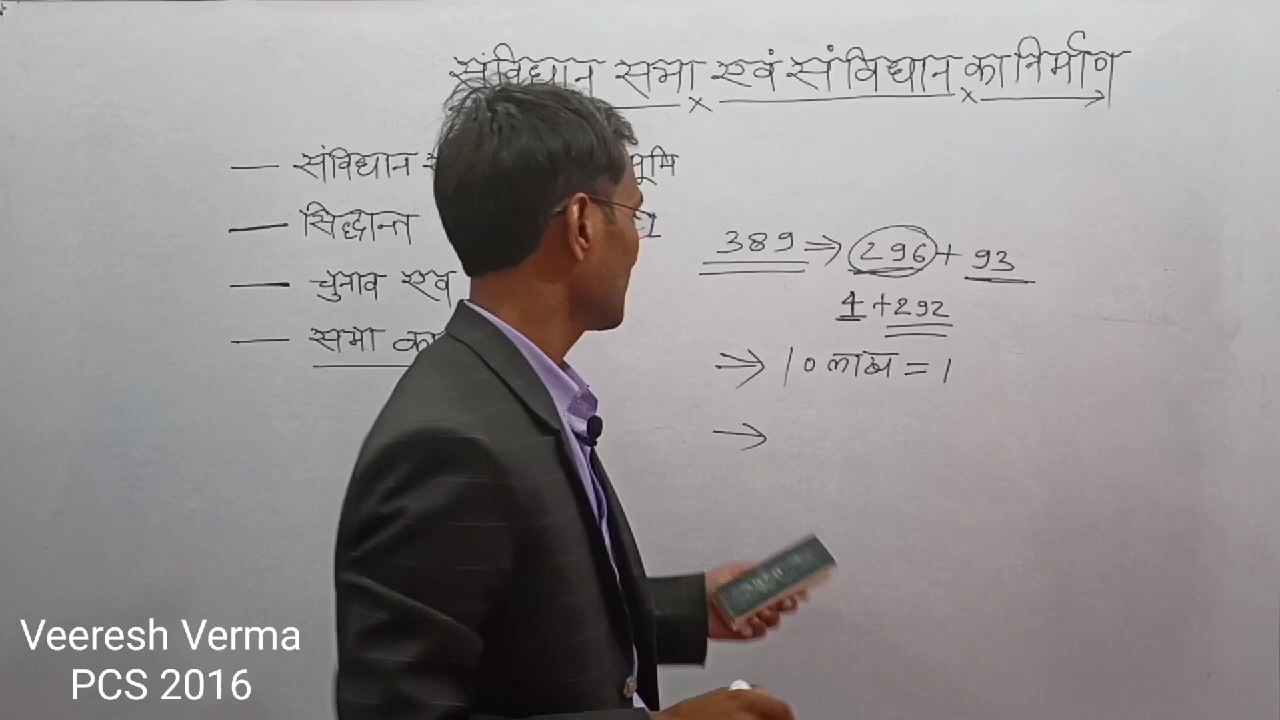 संविधान सभा एवं संविधान का निर्माण
— संविधान
— सिद्धान्त
— चुनाव एवं
— सभा
389 ⇒ 296 + 93
4 + 292
⇒ 10 लाख = 1
→
Veeresh Verma
PCS 2016